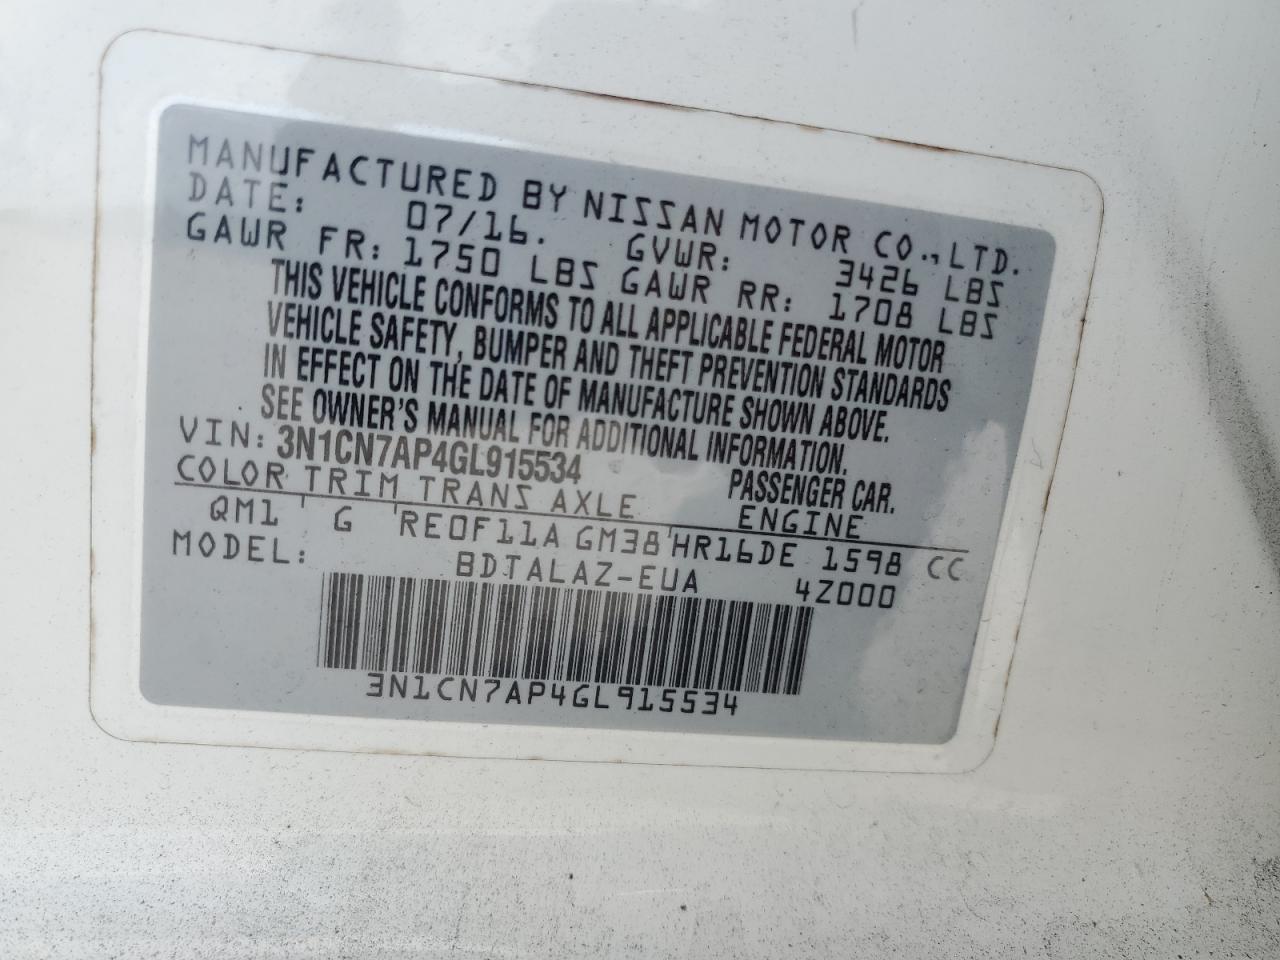 MANUFACTURED BY NISSAN MOTOR CO.,LTD.
DATE: 07/16. GVWR: 3426 LBS
GAWR FR: 1750 LBS GAWR RR: 1708 LBS
THIS VEHICLE CONFORMS TO ALL APPLICABLE FEDERAL MOTOR
VEHICLE SAFETY, BUMPER AND THEFT PREVENTION STANDARDS
IN EFFECT ON THE DATE OF MANUFACTURE SHOWN ABOVE.
SEE OWNER'S MANUAL FOR ADDITIONAL INFORMATION.
VIN: 3N1CN7AP4GL915534 PASSENGER CAR.
COLOR TRIM TRANS AXLE ENGINE
QM1 G RE0F11A GM38 HR16DE 1598 CC
MODEL: BDTALAZ-EUA 4Z000
3N1CN7AP4GL915534